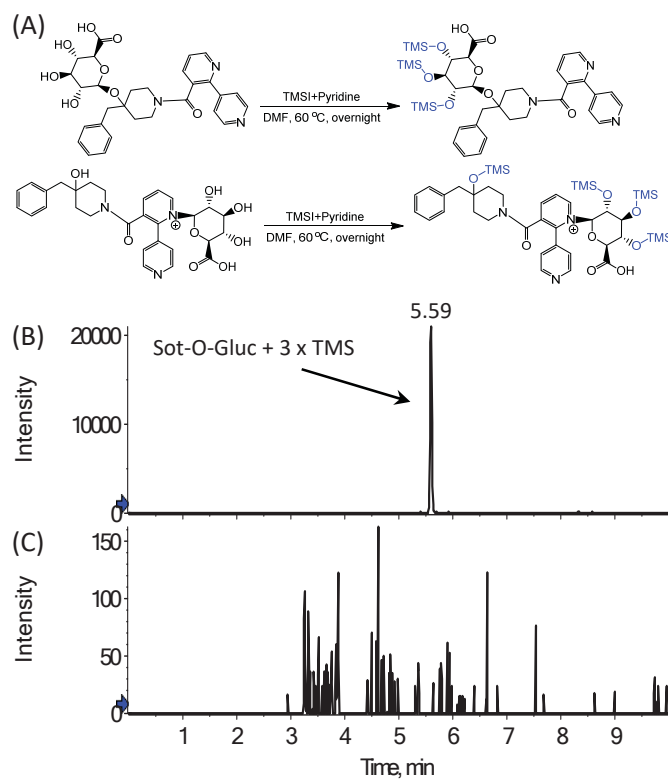 (A)
HO
O
OH
HO
HO
OH
O
O
N
O
N
N
TMSI+Pyridine
DMF, 60 °C, overnight
TMS-O
O
OH
TMS-O
TMS-O
O
O
N
O
N
N
OH
N
O
N
⊕
N
OH
OH
OH
O
O
OH
TMSI+Pyridine
DMF, 60 °C, overnight
TMS
O
N
O
N
⊕
N
TMS-O
O-TMS
O-TMS
O
O
OH
(B)
5.59
20000
Sot-O-Gluc + 3 x TMS
10000
Intensity
0
(C)
150
100
Intensity
50
0
1 2 3 4 5 6 7 8 9
Time, min